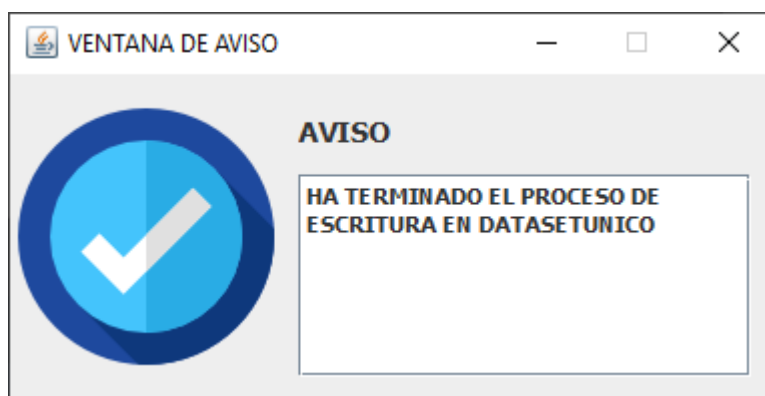 VENTANA DE AVISO
AVISO
HA TERMINADO EL PROCESO DE
ESCRITURA EN DATASETUNICO